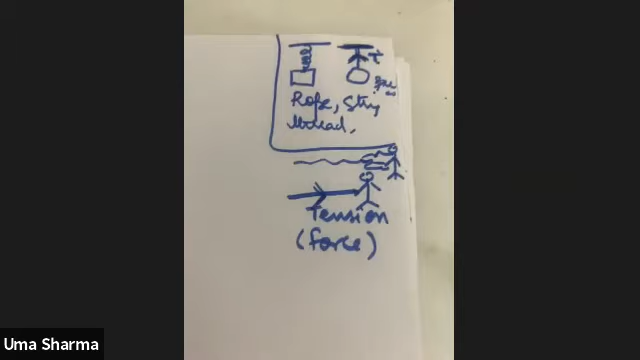 T
Rope, String
thread.
Tension
(force)
Uma Sharma